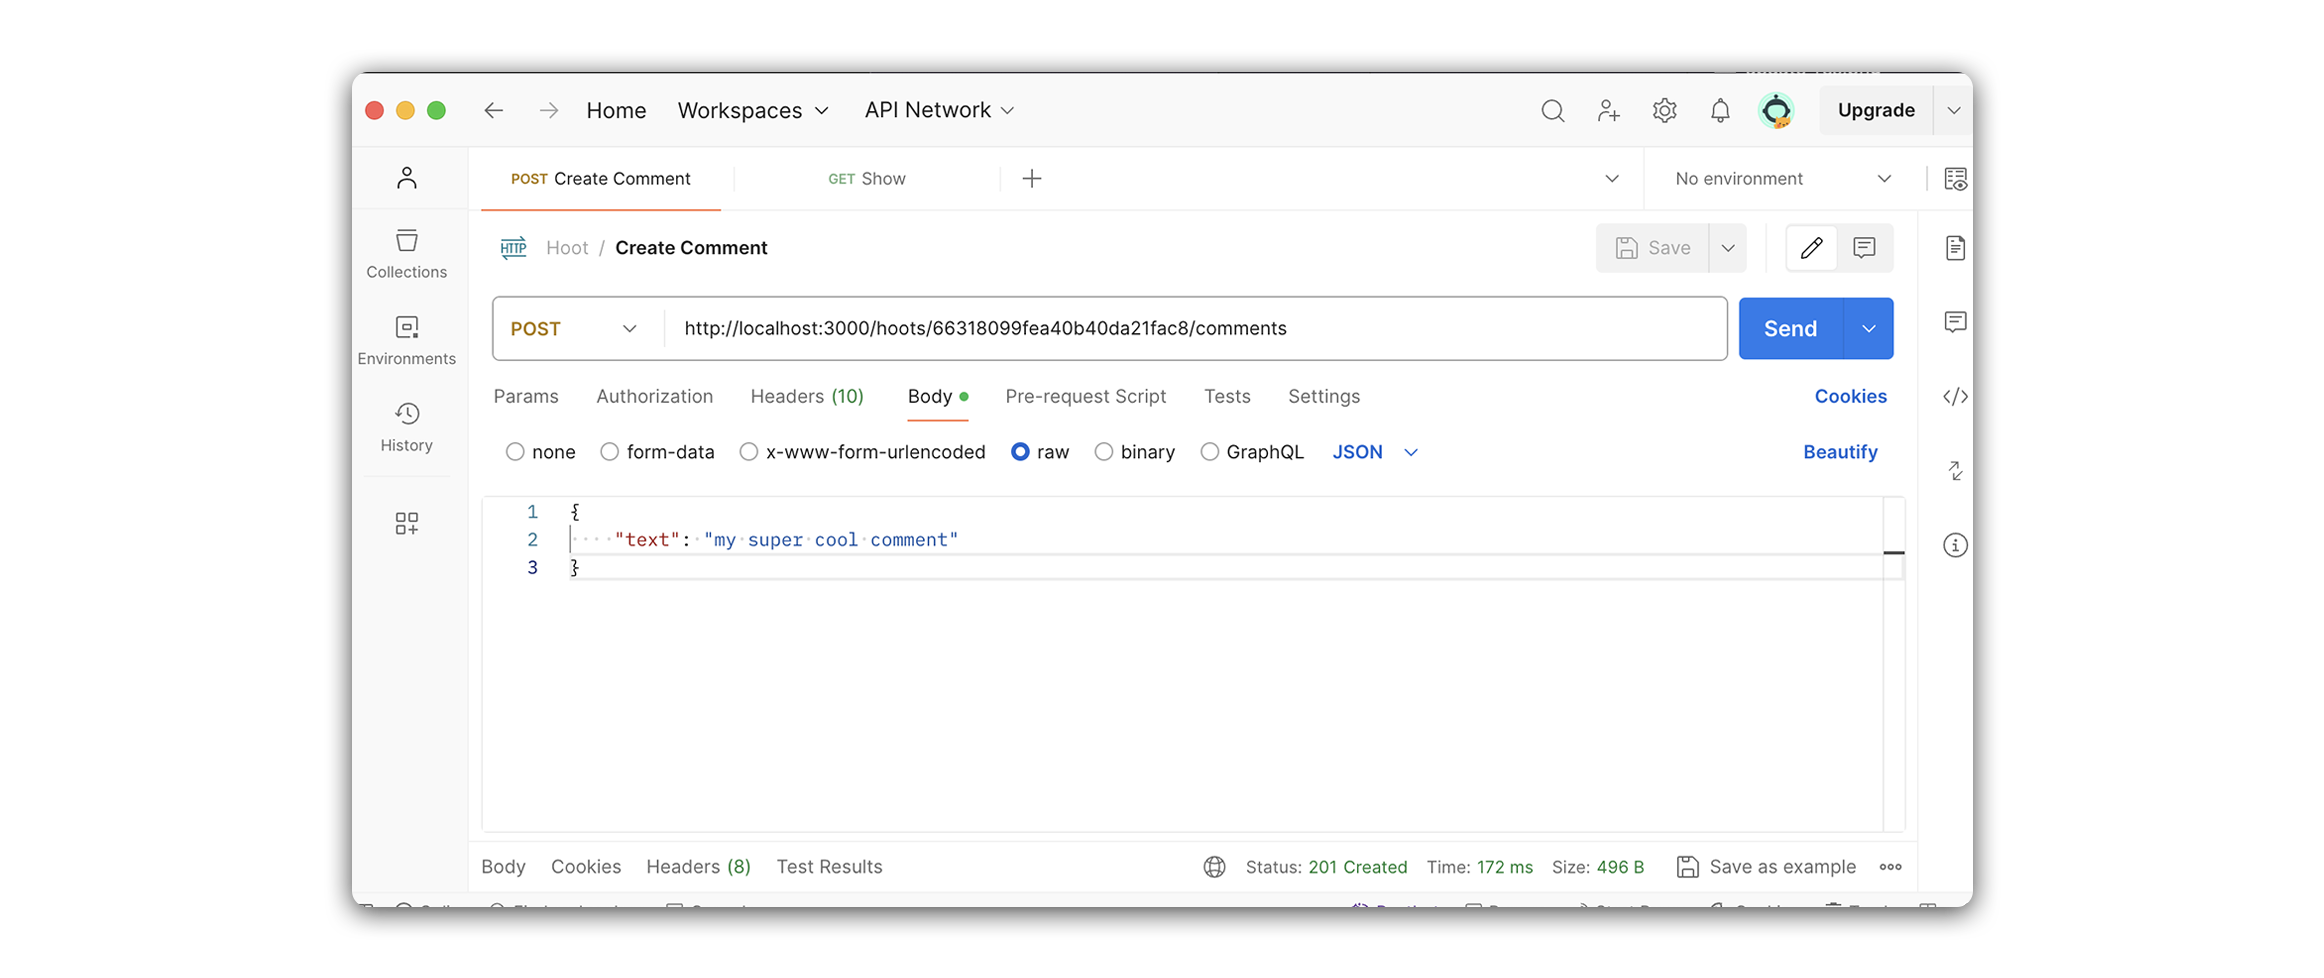 Home Workspaces API Network Upgrade
POST Create Comment GET Show No environment
HTTP Hoot / Create Comment Save
Collections
POST http://localhost:3000/hoots/66318099fea40b40da21fac8/comments Send
Environments
Params Authorization Headers (10) Body Pre-request Script Tests Settings Cookies
History
none form-data x-www-form-urlencoded raw binary GraphQL JSON Beautify
1 {
2 "text": "my super cool comment"
3 }
Body Cookies Headers (8) Test Results Status: 201 Created Time: 172 ms Size: 496 B Save as example